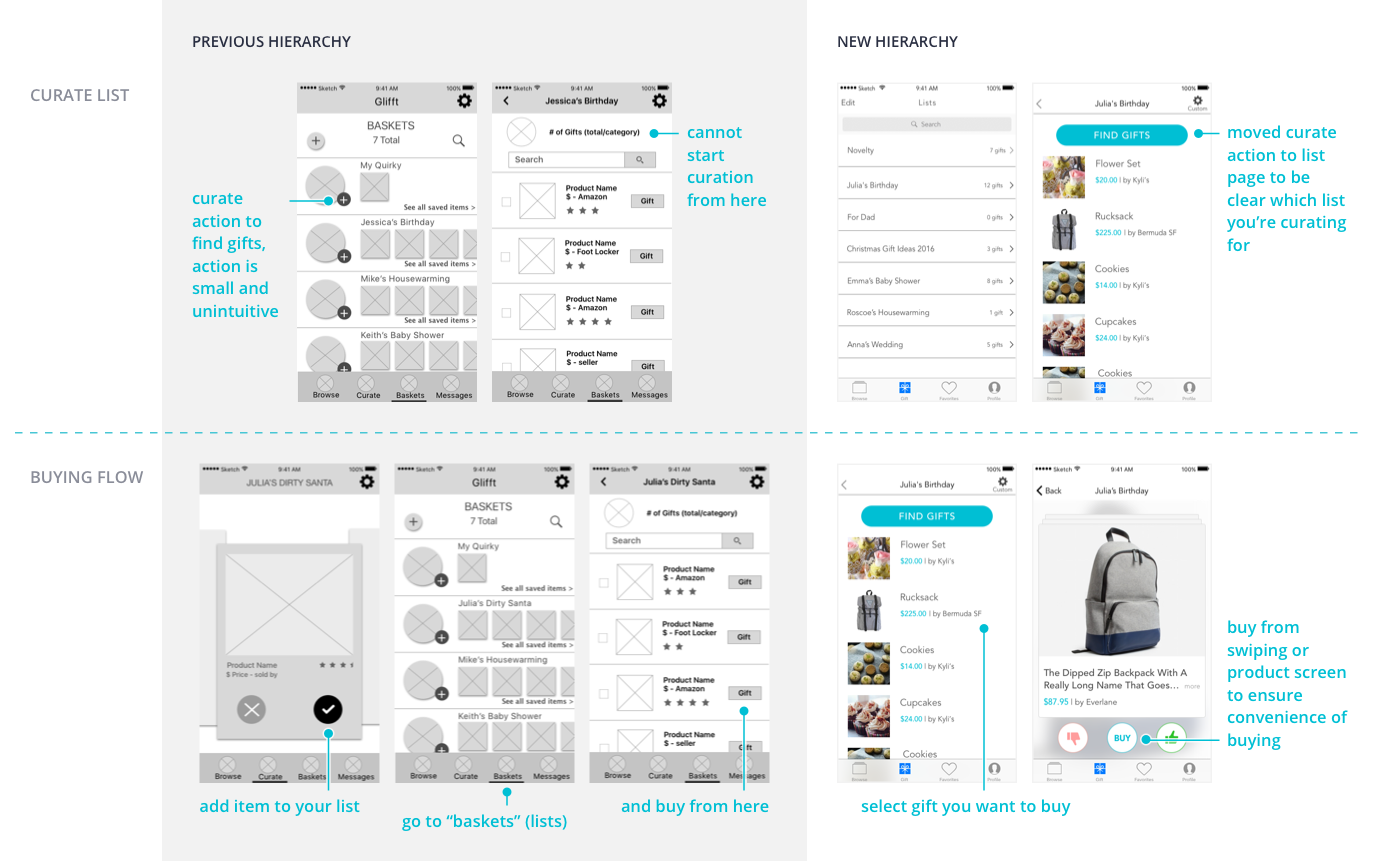 PREVIOUS HIERARCHY
NEW HIERARCHY
CURATE LIST
curate
action to
find gifts,
action is
small and
unintuitive
Sketch 9:41 AM 100%
Glifft
BASKETS
7 Total
My Quirky
See all saved items >
Jessica's Birthday
See all saved items >
Mike's Housewarming
See all saved items >
Keith's Baby Shower
Browse Curate Baskets Messages
Sketch 9:41 AM 100%
Jessica's Birthday
# of Gifts (total/category)
Search
Product Name
$ - Amazon
Gift
Product Name
$ - Foot Locker
Gift
Product Name
$ - Amazon
Gift
Product Name
$ - seller
Gift
Browse Curate Baskets Messages
cannot
start
curation
from here
Sketch 9:41 AM 100%
Edit Lists
Search
Novelty 7 gifts
Julia's Birthday 12 gifts
For Dad 0 gifts
Christmas Gift Ideas 2016 3 gifts
Emma's Baby Shower 8 gifts
Roscoe's Housewarming 1 gift
Anna's Wedding 5 gifts
Browse Gift Favorites Profile
100%
Julia's Birthday
Custom
FIND GIFTS
Flower Set
$20.00 | by Kyli's
Rucksack
$225.00 | by Bermuda SF
Cookies
$14.00 | by Kyli's
Cupcakes
$24.00 | by Kyli's
Cookies
Browse Gift Favorites Profile
moved curate
action to list
page to be
clear which list
you're curating
for
BUYING FLOW
Sketch 9:41 AM 100%
JULIA'S DIRTY SANTA
Product Name
$ Price - sold by
Browse Curate Baskets Messages
add item to your list
Sketch 9:41 AM 100%
Glifft
BASKETS
7 Total
My Quirky
See all saved items >
Julia's Dirty Santa
See all saved items >
Mike's Housewarming
See all saved items >
Keith's Baby Shower
Browse Curate Baskets Messages
go to “baskets” (lists)
Sketch 9:41 AM 100%
Julia's Dirty Santa
# of Gifts (total/category)
Search
Product Name
$ - Amazon
Gift
Product Name
$ - Foot Locker
Gift
Product Name
$ - Amazon
Gift
Product Name
$ - seller
Browse Curate Baskets Messages
and buy from here
100%
Julia's Birthday
Custom
FIND GIFTS
Flower Set
$20.00 | by Kyli's
Rucksack
$225.00 | by Bermuda SF
Cookies
$14.00 | by Kyli's
Cupcakes
$24.00 | by Kyli's
Cookies
Browse Gift Favorites Profile
select gift you want to buy
Sketch 9:41 AM 100%
Back Julia's Birthday
The Dipped Zip Backpack With A
Really Long Name That Goes... more
$87.95 | by Everlane
BUY
Browse Gift Favorites Profile
buy from
swiping or
product screen
to ensure
convenience of
buying